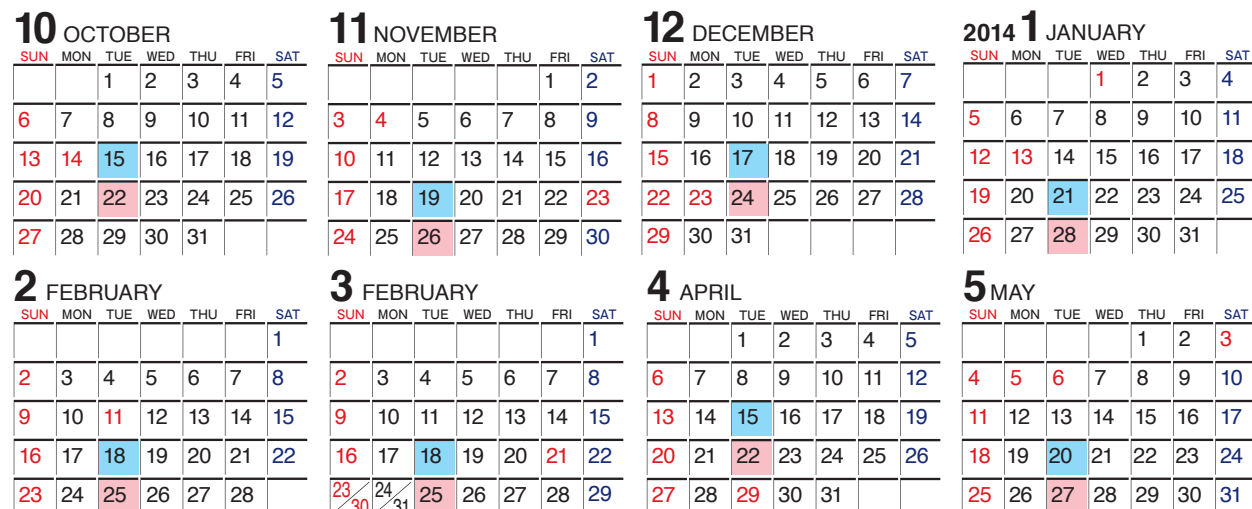 10 OCTOBER
SUN MON TUE WED THU FRI SAT
1 2 3 4 5
6 7 8 9 10 11 12
13 14 15 16 17 18 19
20 21 22 23 24 25 26
27 28 29 30 31
11 NOVEMBER
SUN MON TUE WED THU FRI SAT
1 2
3 4 5 6 7 8 9
10 11 12 13 14 15 16
17 18 19 20 21 22 23
24 25 26 27 28 29 30
12 DECEMBER
SUN MON TUE WED THU FRI SAT
1 2 3 4 5 6 7
8 9 10 11 12 13 14
15 16 17 18 19 20 21
22 23 24 25 26 27 28
29 30 31
2014 1 JANUARY
SUN MON TUE WED THU FRI SAT
1 2 3 4
5 6 7 8 9 10 11
12 13 14 15 16 17 18
19 20 21 22 23 24 25
26 27 28 29 30 31
2 FEBRUARY
SUN MON TUE WED THU FRI SAT
1
2 3 4 5 6 7 8
9 10 11 12 13 14 15
16 17 18 19 20 21 22
23 24 25 26 27 28
3 FEBRUARY
SUN MON TUE WED THU FRI SAT
1
2 3 4 5 6 7 8
9 10 11 12 13 14 15
16 17 18 19 20 21 22
23/30 24/31 25 26 27 28 29
4 APRIL
SUN MON TUE WED THU FRI SAT
1 2 3 4 5
6 7 8 9 10 11 12
13 14 15 16 17 18 19
20 21 22 23 24 25 26
27 28 29 30 31
5 MAY
SUN MON TUE WED THU FRI SAT
1 2 3
4 5 6 7 8 9 10
11 12 13 14 15 16 17
18 19 20 21 22 23 24
25 26 27 28 29 30 31